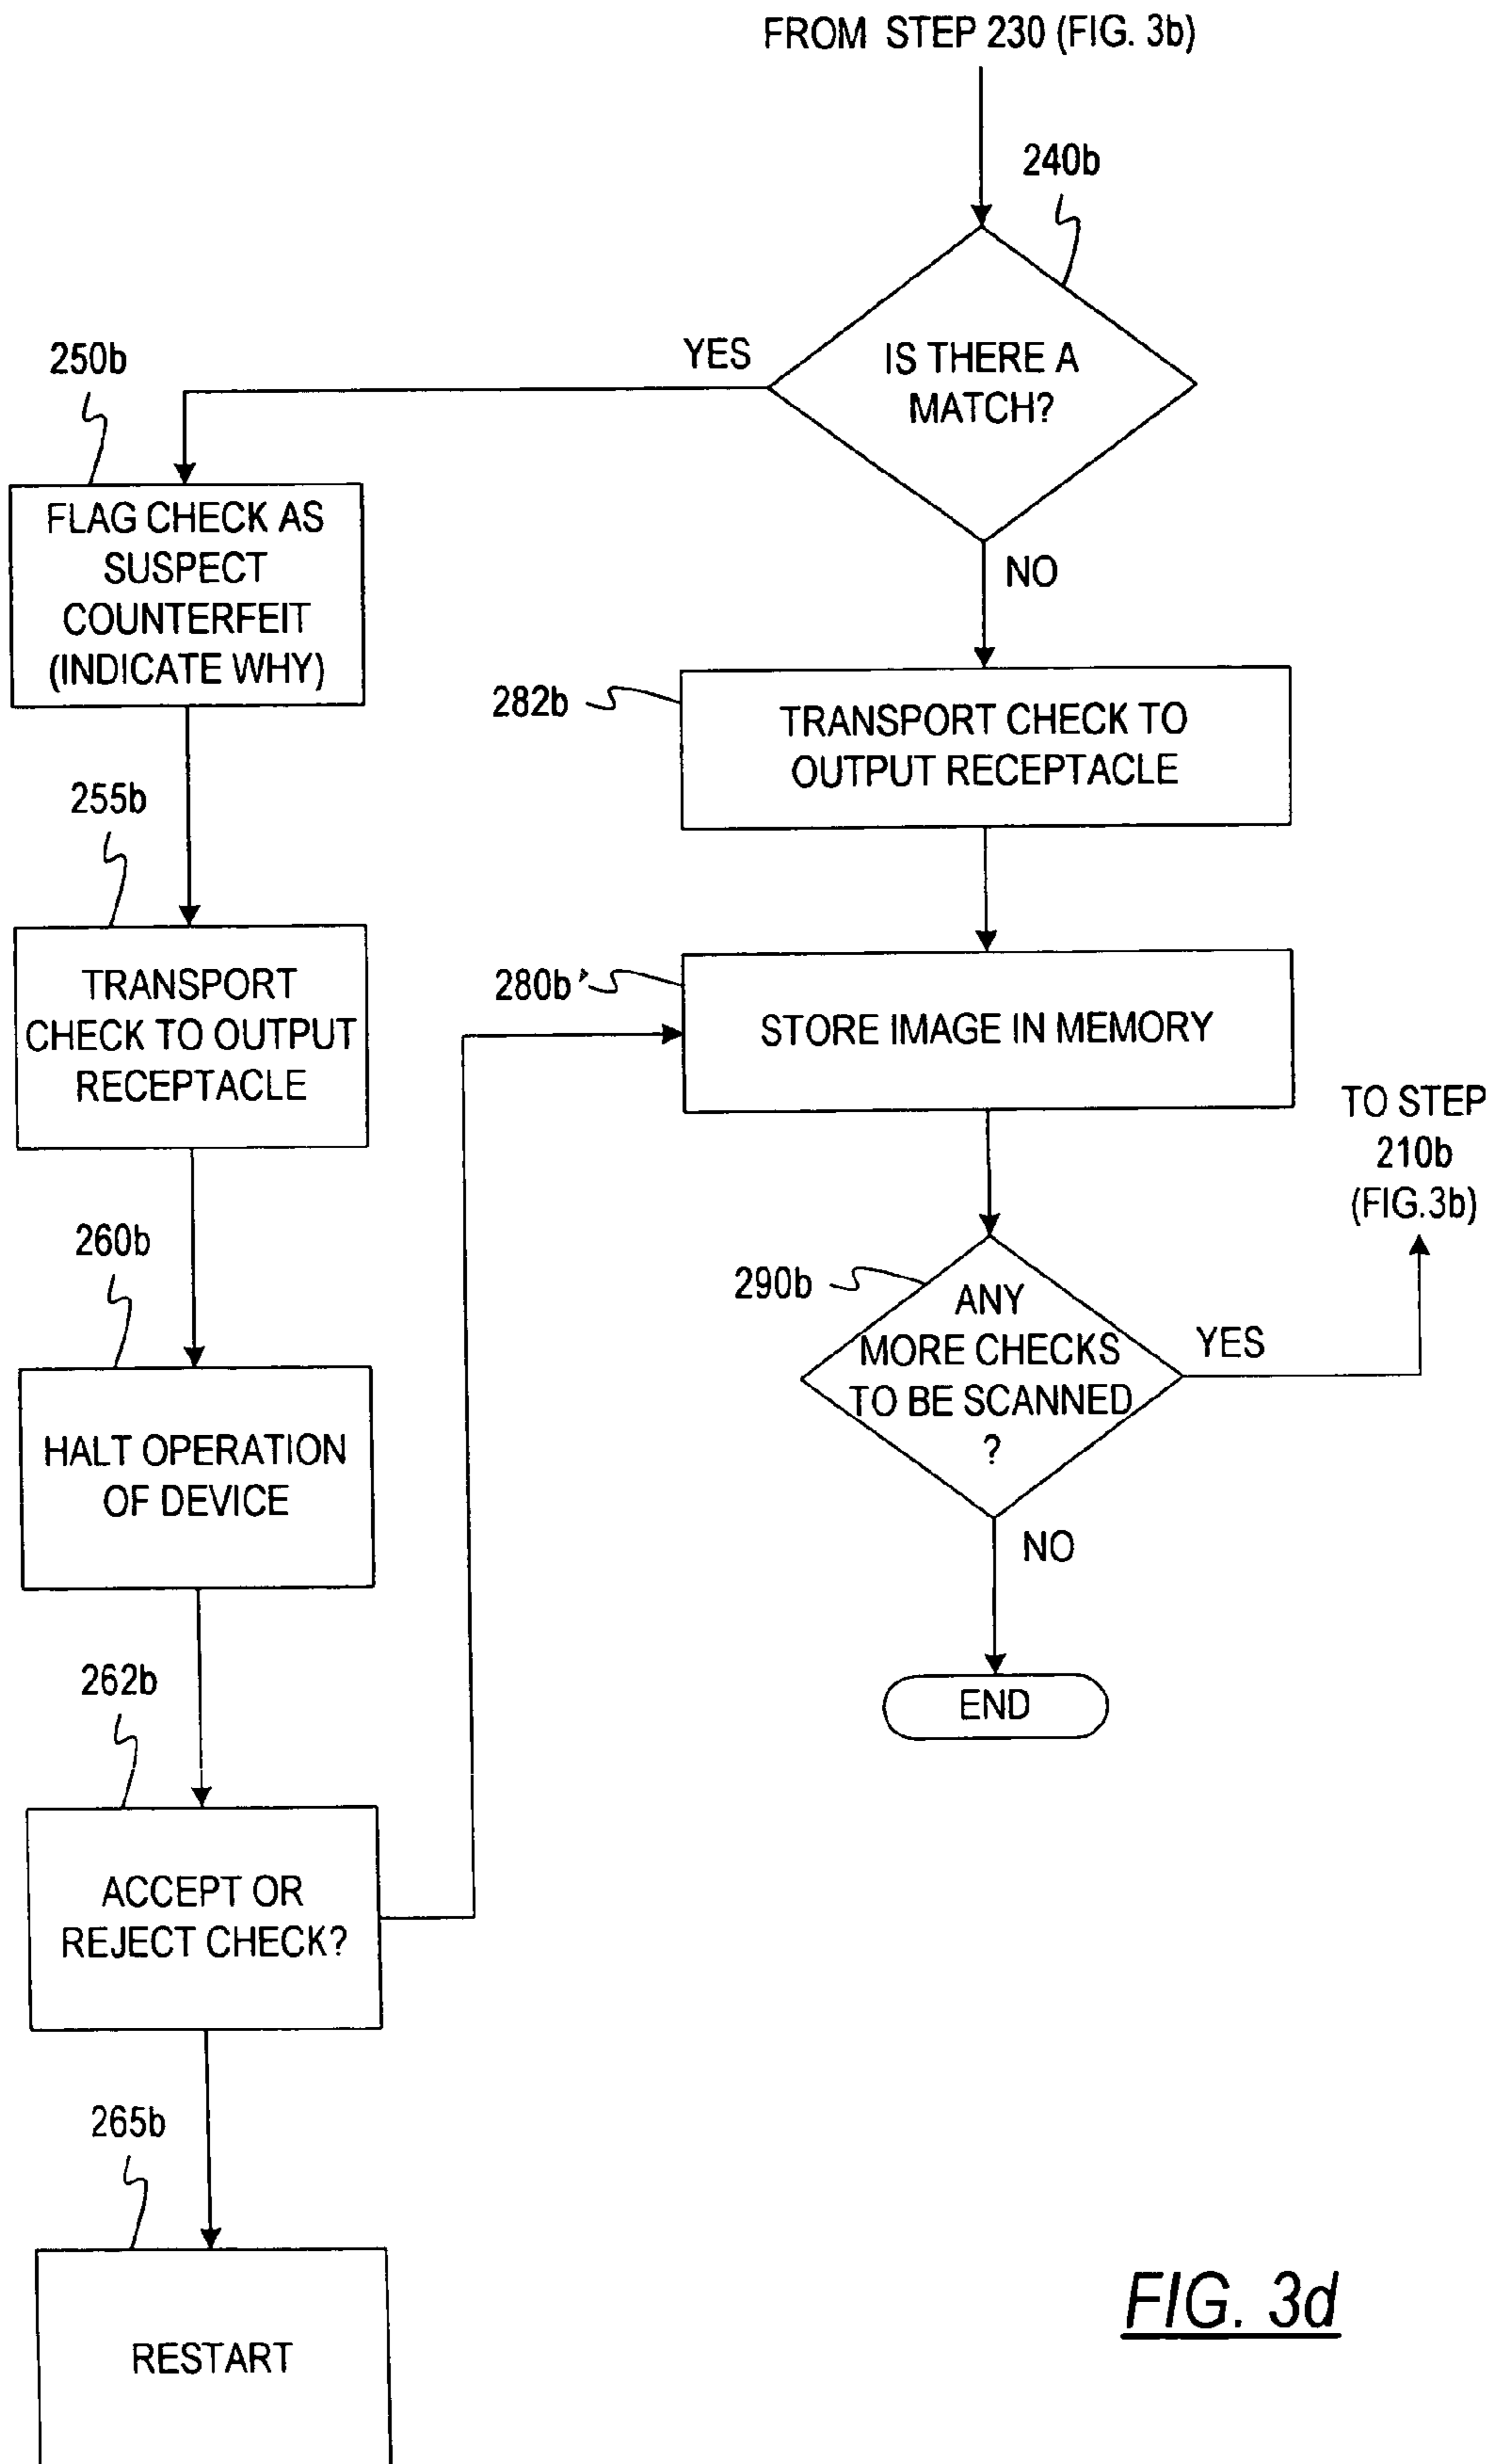 FROM STEP 230 (FIG. 3b)
240b
IS THERE A
MATCH?
YES
NO
250b
FLAG CHECK AS
SUSPECT
COUNTERFEIT
(INDICATE WHY)
282b
TRANSPORT CHECK TO
OUTPUT RECEPTACLE
255b
TRANSPORT
CHECK TO OUTPUT
RECEPTACLE
280b'
STORE IMAGE IN MEMORY
TO STEP
210b
(FIG.3b)
260b
HALT OPERATION
OF DEVICE
290b
ANY
MORE CHECKS
TO BE SCANNED
?
YES
NO
END
262b
ACCEPT OR
REJECT CHECK?
265b
RESTART
FIG. 3d